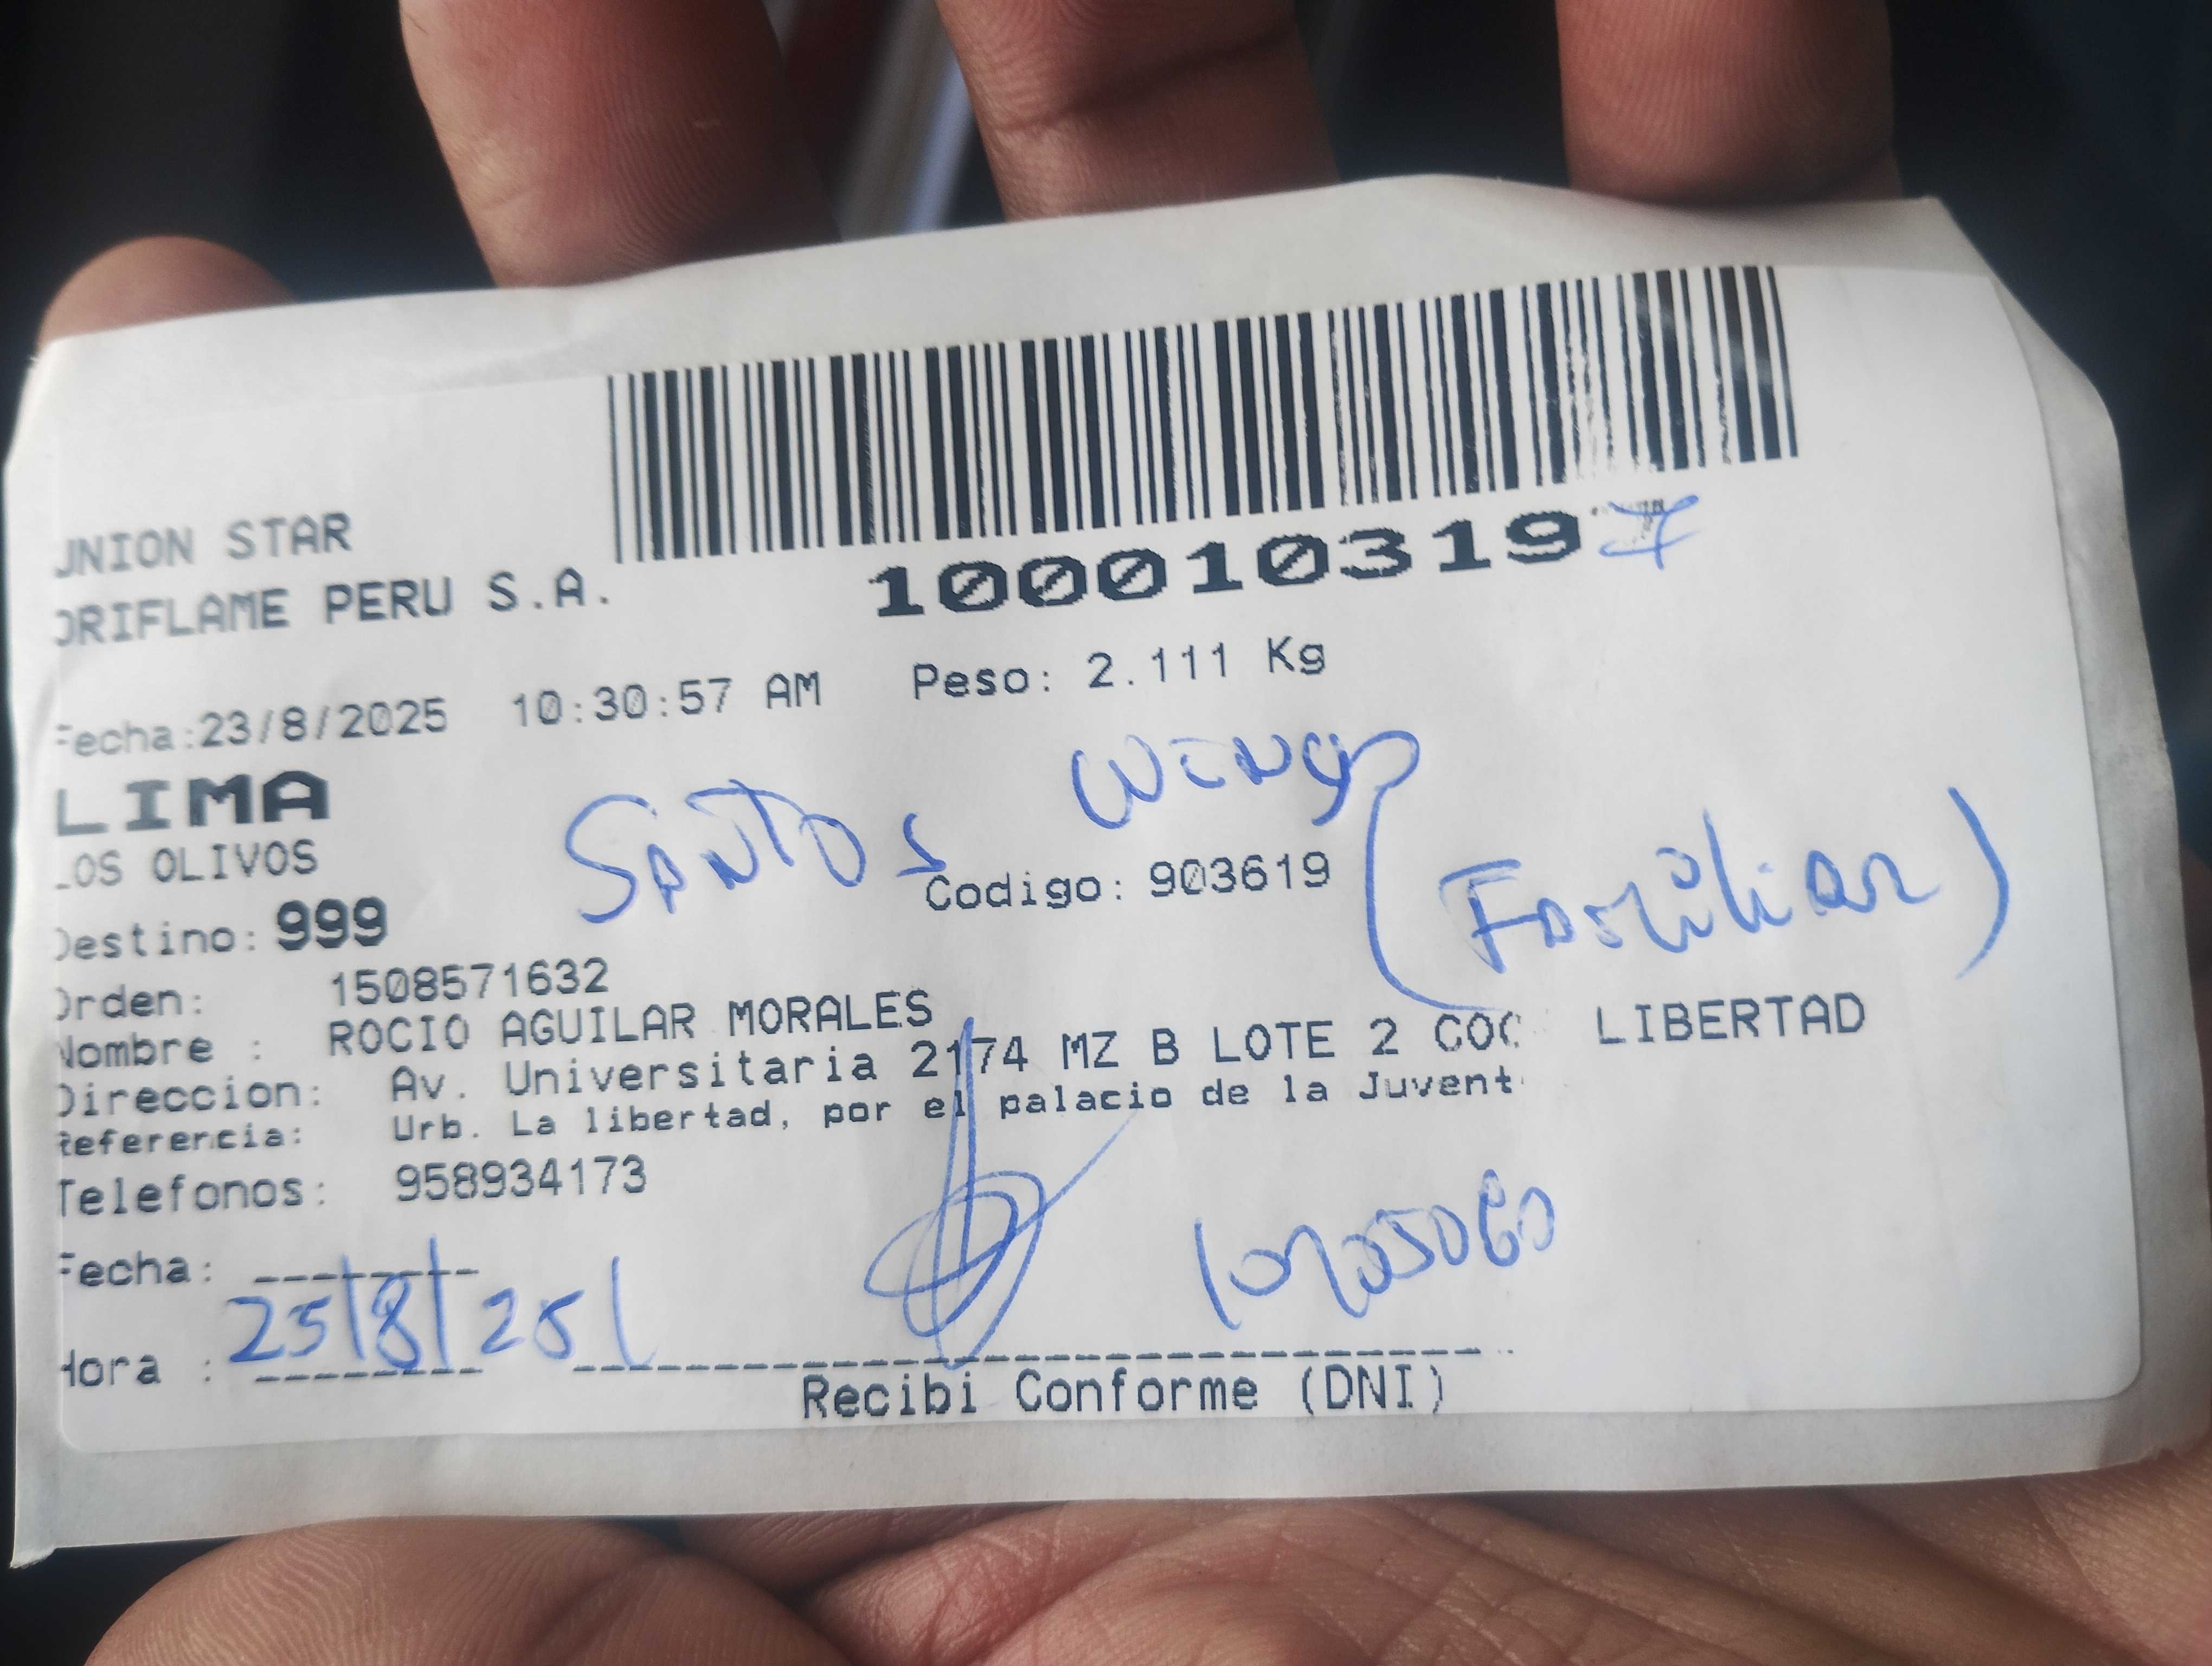 UNION STAR
ORIFLAME PERU S.A.
1000103197
Fecha:23/8/2025 10:30:57 AM Peso: 2.111 Kg
LIMA
SANTOS
LOS OLIVOS
Codigo: 903619
(Familiar)
Destino: 999
Orden: 1508571632
Nombre : ROCIO AGUILAR MORALES
Direccion: Av. Universitaria 2174 MZ B LOTE 2 LIBERTAD
Referencia: Urb. La libertad, por el palacio de la Juvent
Telefonos: 958934173
Fecha:
25/8/25/
Hora :
Recibi Conforme (DNI)